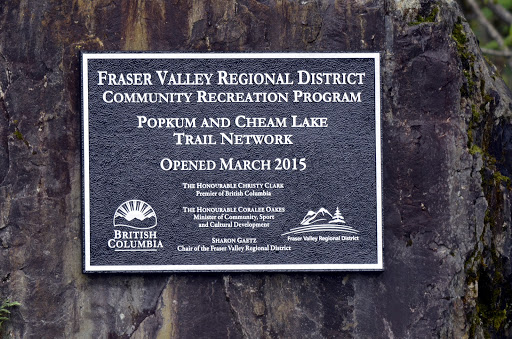 FRASER VALLEY REGIONAL DISTRICT
COMMUNITY RECREATION PROGRAM
POPKUM AND CHEAM LAKE
TRAIL NETWORK
OPENED MARCH 2015
THE HONOURABLE CHRISTY CLARK
Premier of British Columbia
THE HONOURABLE CORALEE OAKES
Minister of Community, Sport
and Cultural Development
SHARON GAETZ
Chair of the Fraser Valley Regional District
BRITISH
COLUMBIA
Fraser Valley Regional District